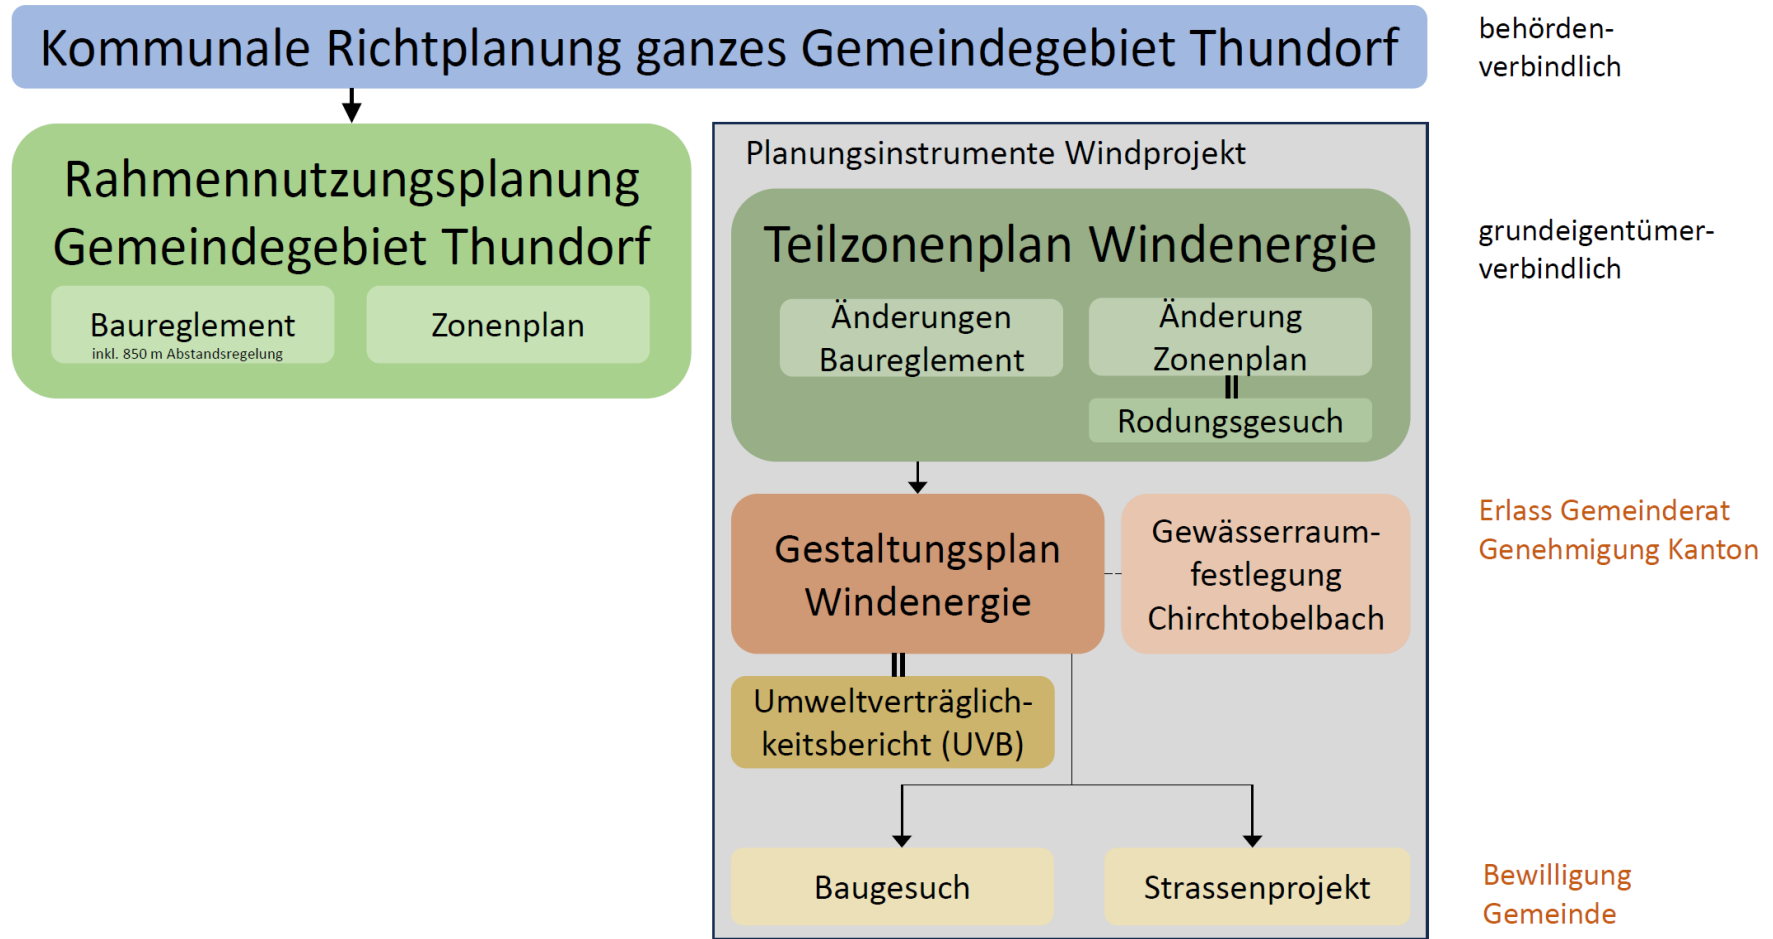 Kommunale Richtplanung ganzes Gemeindegebiet Thundorf
behörden-
verbindlich
Rahmennutzungsplanung
Gemeindegebiet Thundorf
Baureglement
inkl. 850 m Abstandsregelung
Zonenplan
Planungsinstrumente Windprojekt
Teilzonenplan Windenergie
Änderungen
Baureglement
Änderung
Zonenplan
Rodungsgesuch
grundeigentümer-
verbindlich
Gestaltungsplan
Windenergie
Gewässerraum-
festlegung
Chirchtobelbach
Erlass Gemeinderat
Genehmigung Kanton
Umweltverträglich-
keitsbericht (UVB)
Baugesuch
Strassenprojekt
Bewilligung
Gemeinde